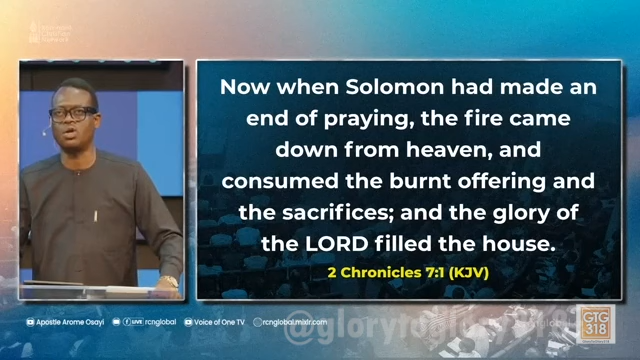 Now when Solomon had made an
end of praying, the fire came
down from heaven, and
consumed the burnt offering and
the sacrifices; and the glory of
the LORD filled the house.
2 Chronicles 7:1 (KJV)
Apostle Arome Osayi
LIVE rcnglobal
Voice of One TV
rcnglobal.mixlr.com
GTG
318